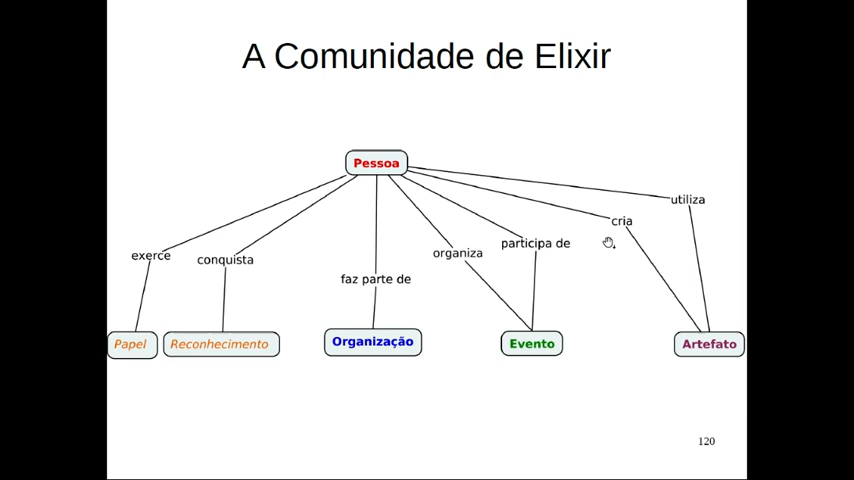 A Comunidade de Elixir
Pessoa
utiliza
cria
participa de
organiza
exerce
conquista
faz parte de
Papel
Reconhecimento
Organização
Evento
Artefato
120